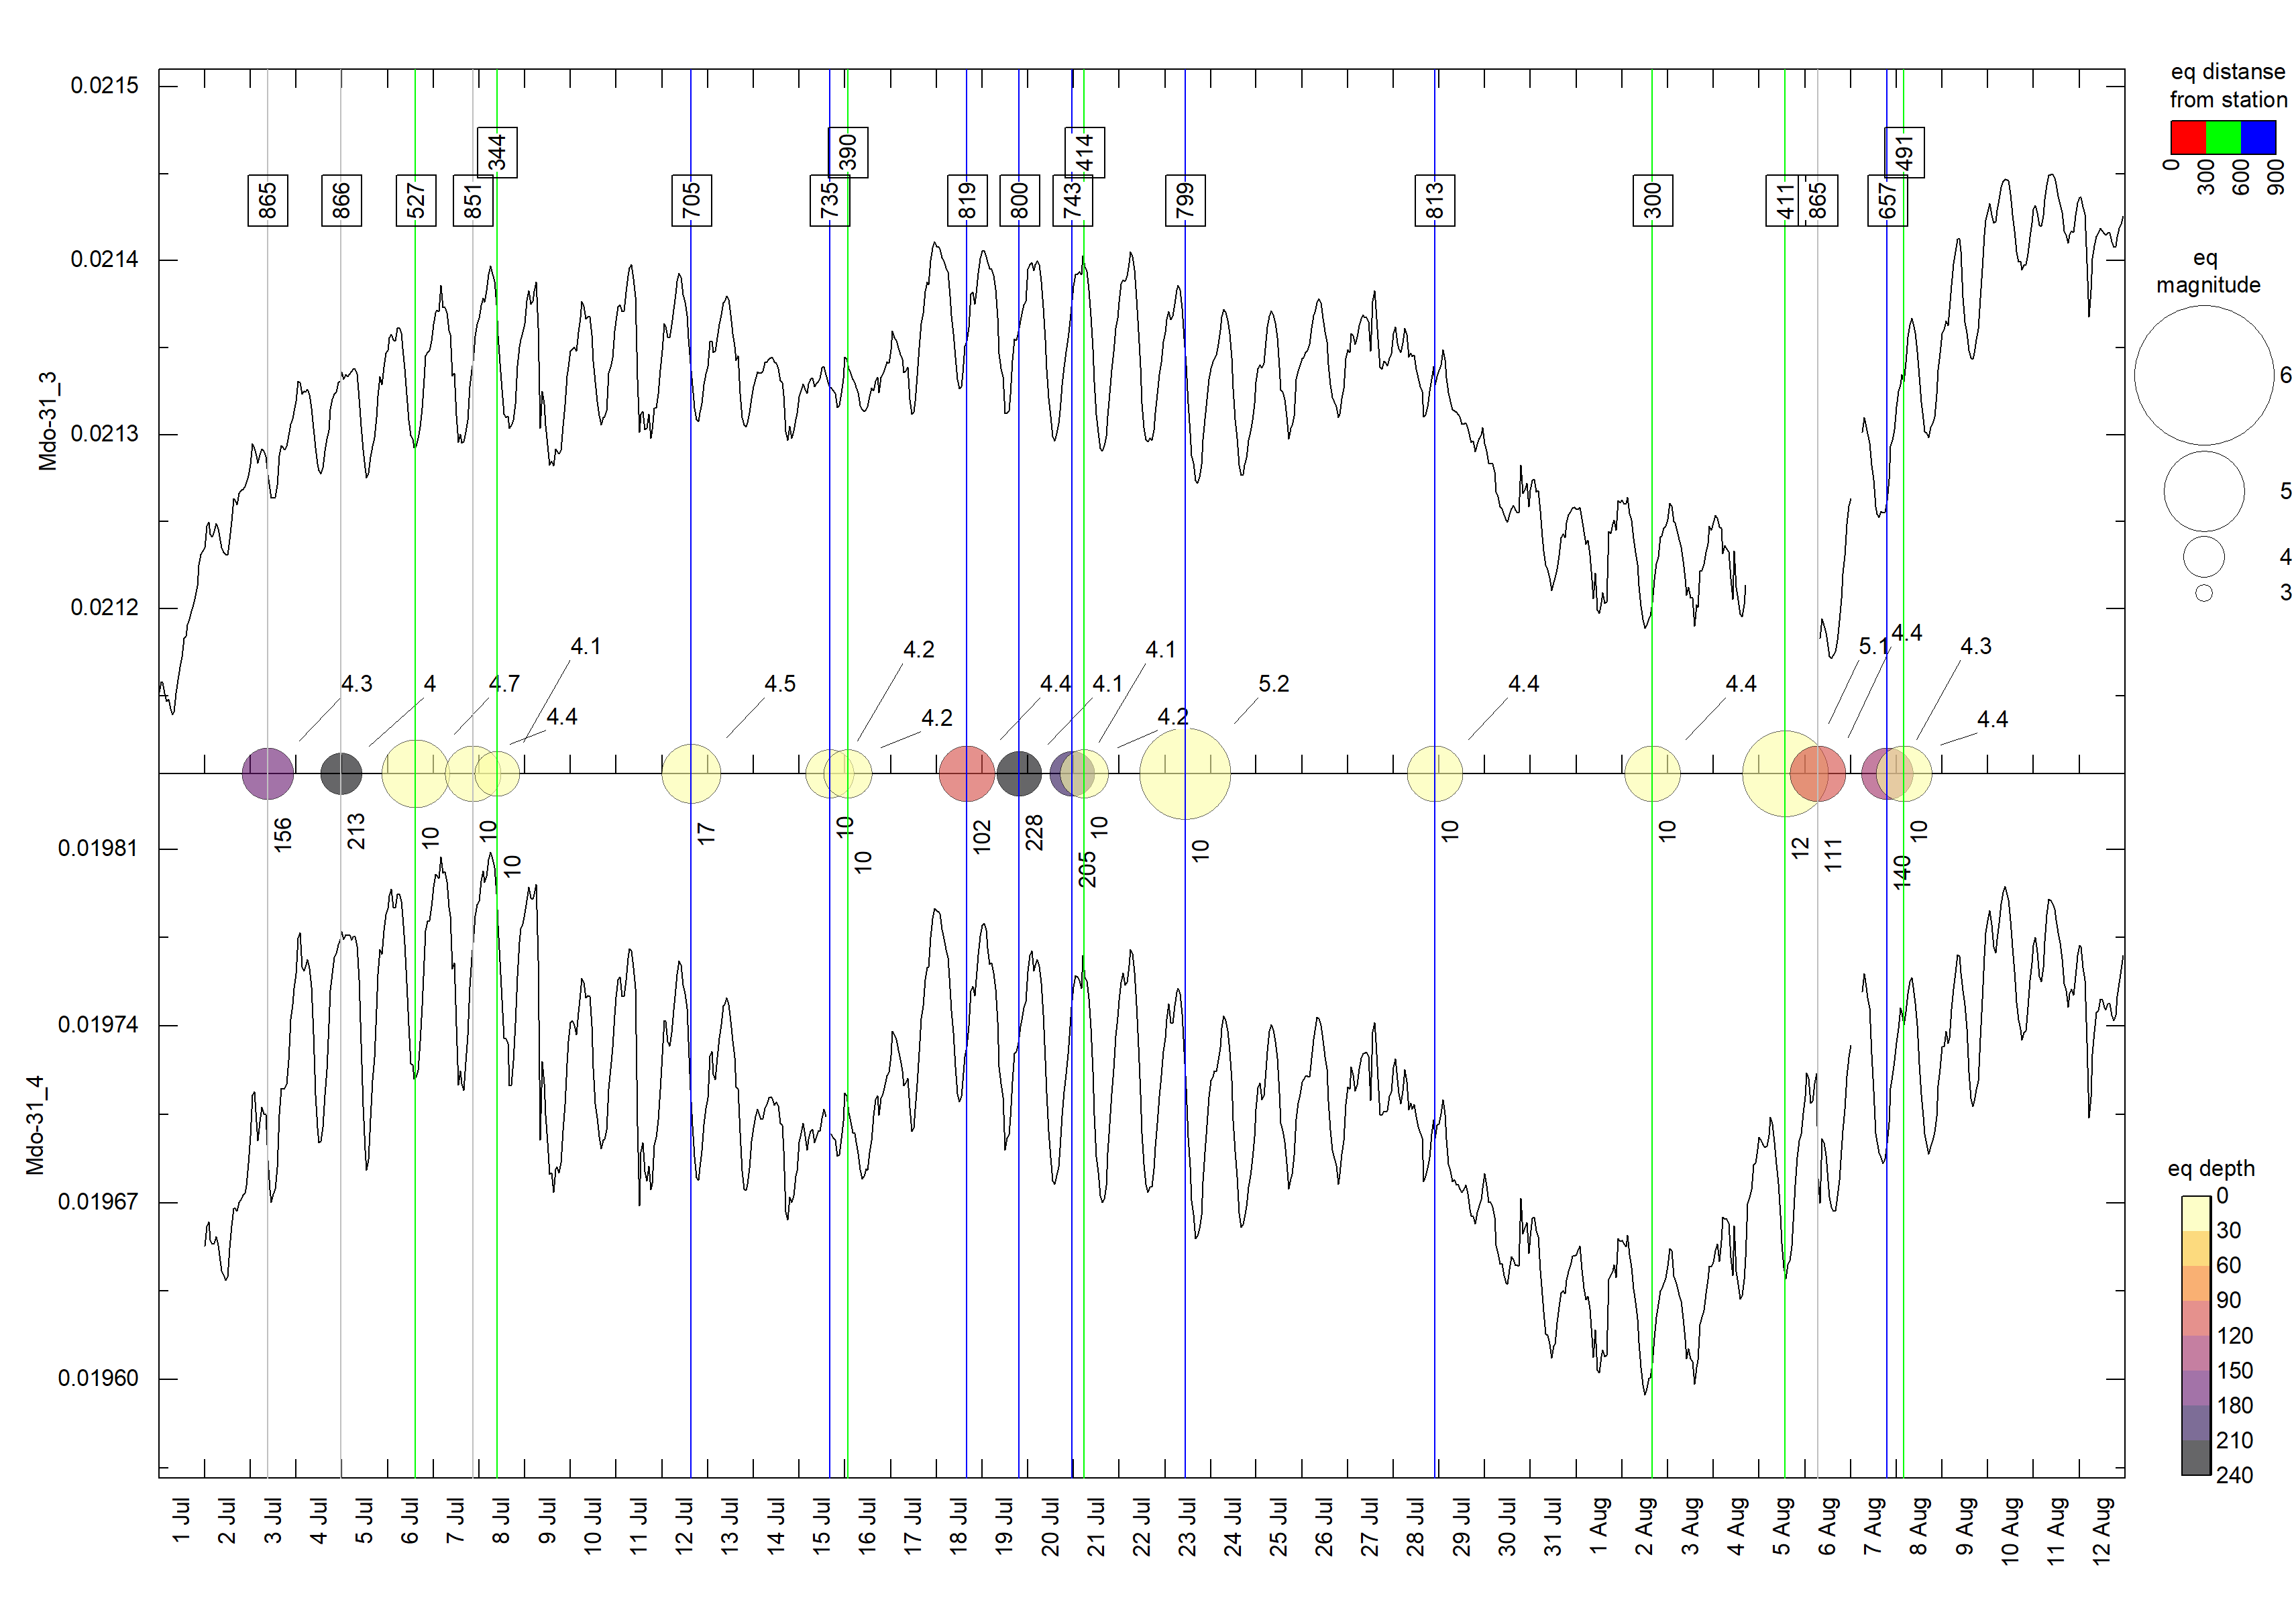 0.0215
0.0214
0.0213
0.0212
Mdo-31_3
344
390
414
491
865
866
527
851
705
735
819
800
743
799
813
300
411
865
657
eq distanse
from station
0
300
600
900
eq
magnitude
6
5
4
3
4.3
4
4.7
4.1
4.4
4.5
4.2
4.2
4.4
4.1
4.1
4.2
5.2
4.4
4.4
5.1
4.4
4.3
4.4
156
213
10
10
10
17
10
10
102
228
205
10
10
10
10
12
111
140
10
0.01981
0.01974
0.01967
0.01960
Mdo-31_4
eq depth
0
30
60
90
120
150
180
210
240
1 Jul
2 Jul
3 Jul
4 Jul
5 Jul
6 Jul
7 Jul
8 Jul
9 Jul
10 Jul
11 Jul
12 Jul
13 Jul
14 Jul
15 Jul
16 Jul
17 Jul
18 Jul
19 Jul
20 Jul
21 Jul
22 Jul
23 Jul
24 Jul
25 Jul
26 Jul
27 Jul
28 Jul
29 Jul
30 Jul
31 Jul
1 Aug
2 Aug
3 Aug
4 Aug
5 Aug
6 Aug
7 Aug
8 Aug
9 Aug
10 Aug
11 Aug
12 Aug